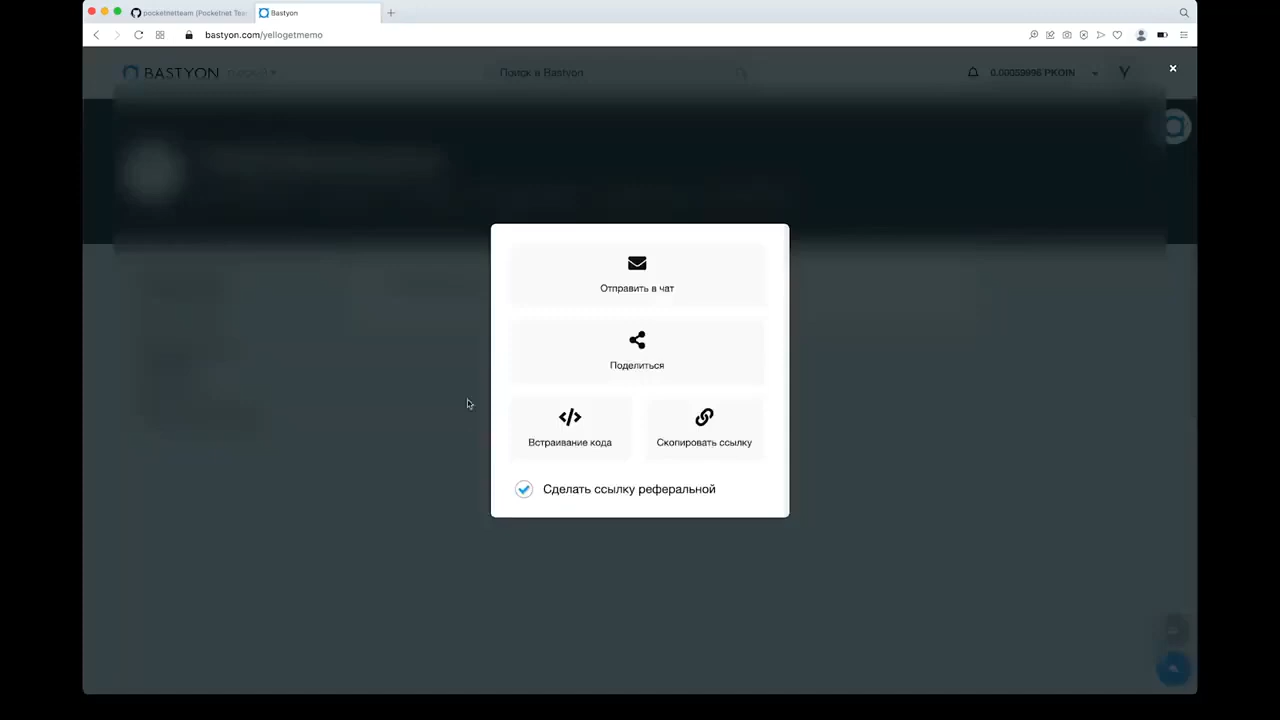 pocketnetteam (Pocketnet Tea
Bastyon
bastyon.com/yellogetmemo
BASTYON
Поиск в Bastyon
0.00059996 PKOIN
Отправить в чат
Поделиться
Встраивание кода
Скопировать ссылку
Сделать ссылку реферальной